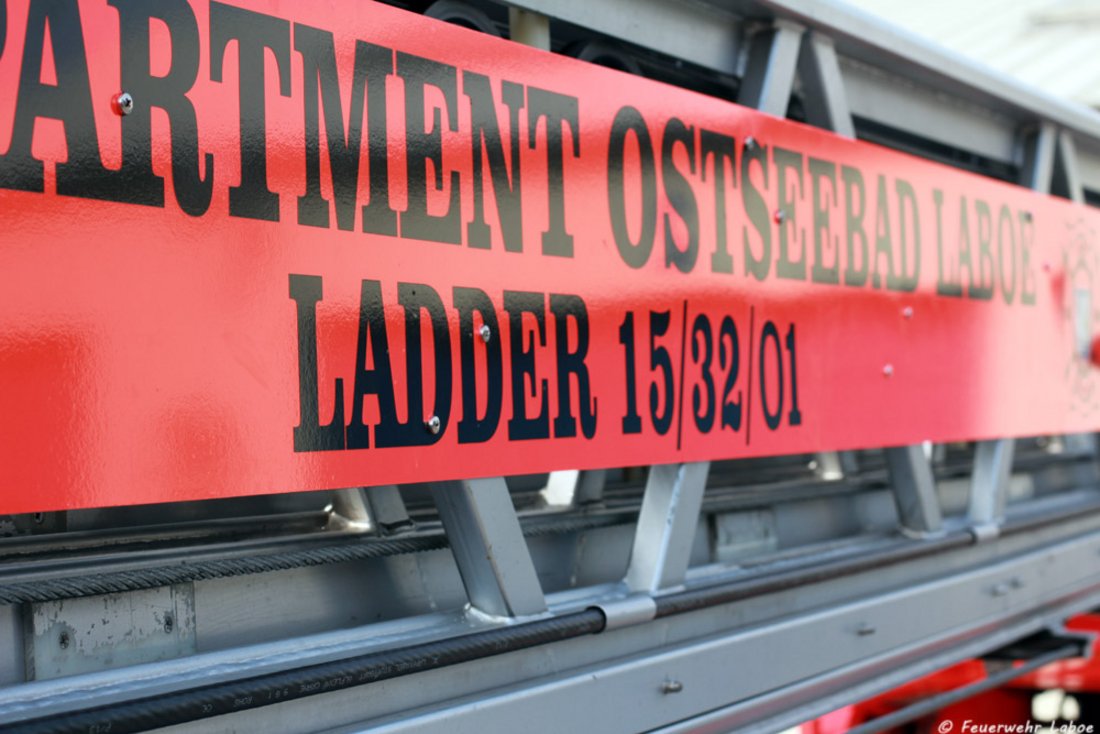 PARTMENT OSTSEEBAD LABOE
LADDER 15/32/01
© Feuerwehr Laboe